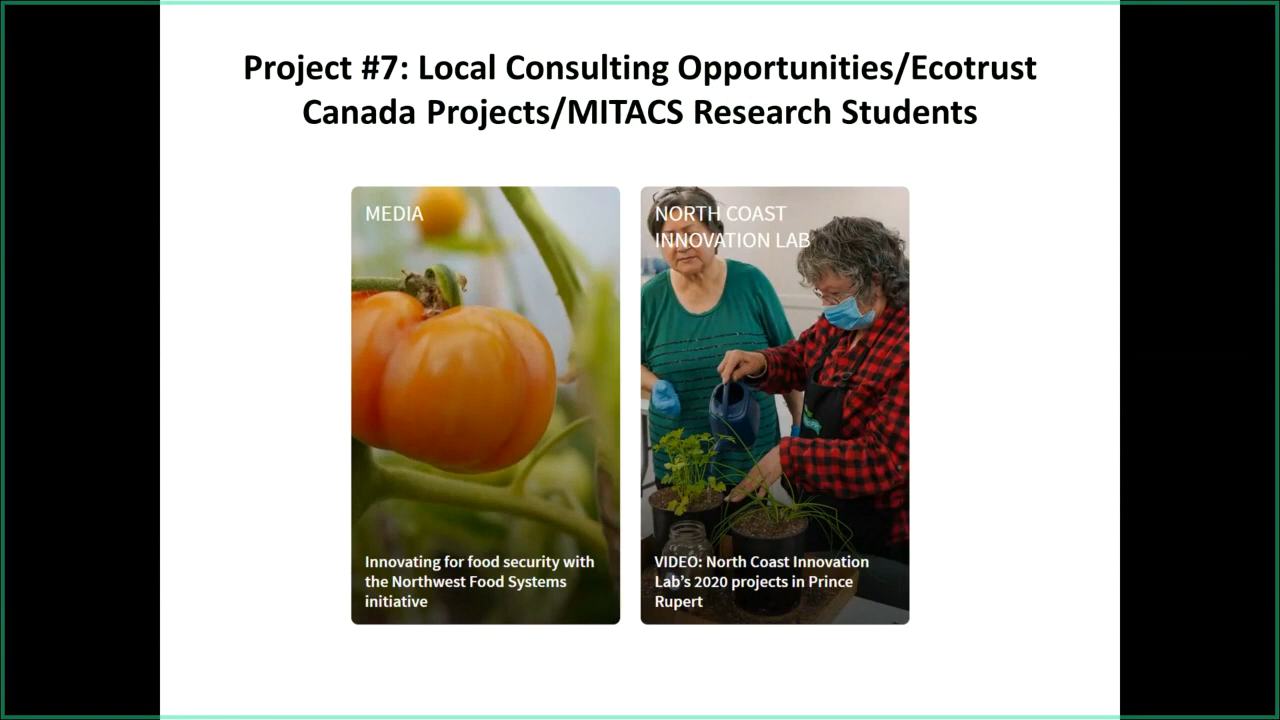 Project #7: Local Consulting Opportunities/Ecotrust
Canada Projects/MITACS Research Students
MEDIA
Innovating for food security with
the Northwest Food Systems
initiative
NORTH COAST
INNOVATION LAB
VIDEO: North Coast Innovation
Lab’s 2020 projects in Prince
Rupert